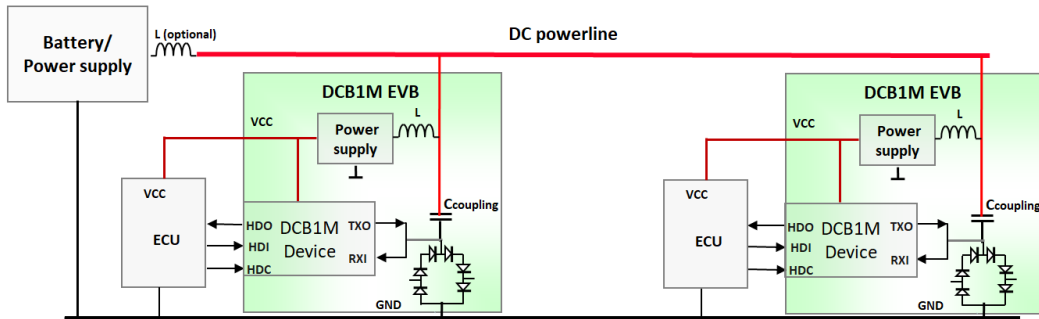 Battery/
Power supply
L (optional)
DC powerline
DCB1M EVB
VCC
L
Power
supply
VCC
ECU
HDO
HDI
HDC
DCB1M
Device
TXO
RXI
Ccoupling
GND
DCB1M EVB
VCC
L
Power
supply
VCC
ECU
HDO
HDI
HDC
DCB1M
Device
TXO
RXI
Ccoupling
GND